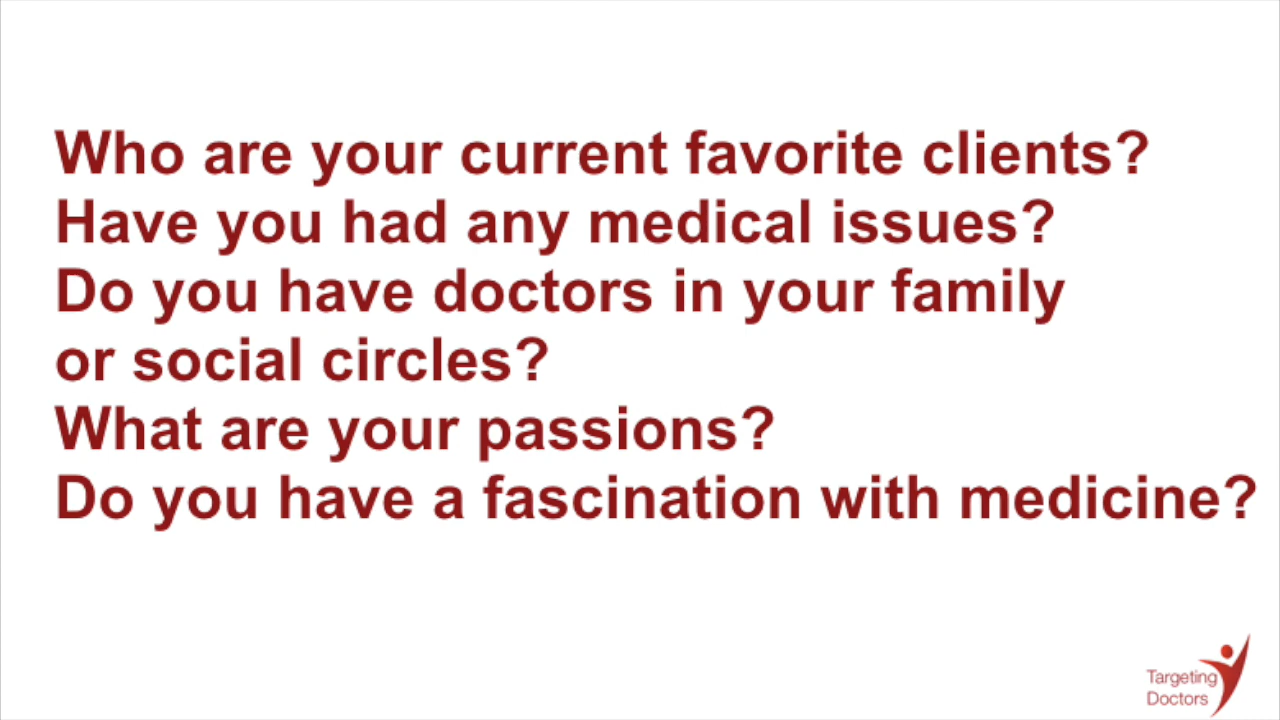 Who are your current favorite clients?
Have you had any medical issues?
Do you have doctors in your family
or social circles?
What are your passions?
Do you have a fascination with medicine?
Targeting
Doctors